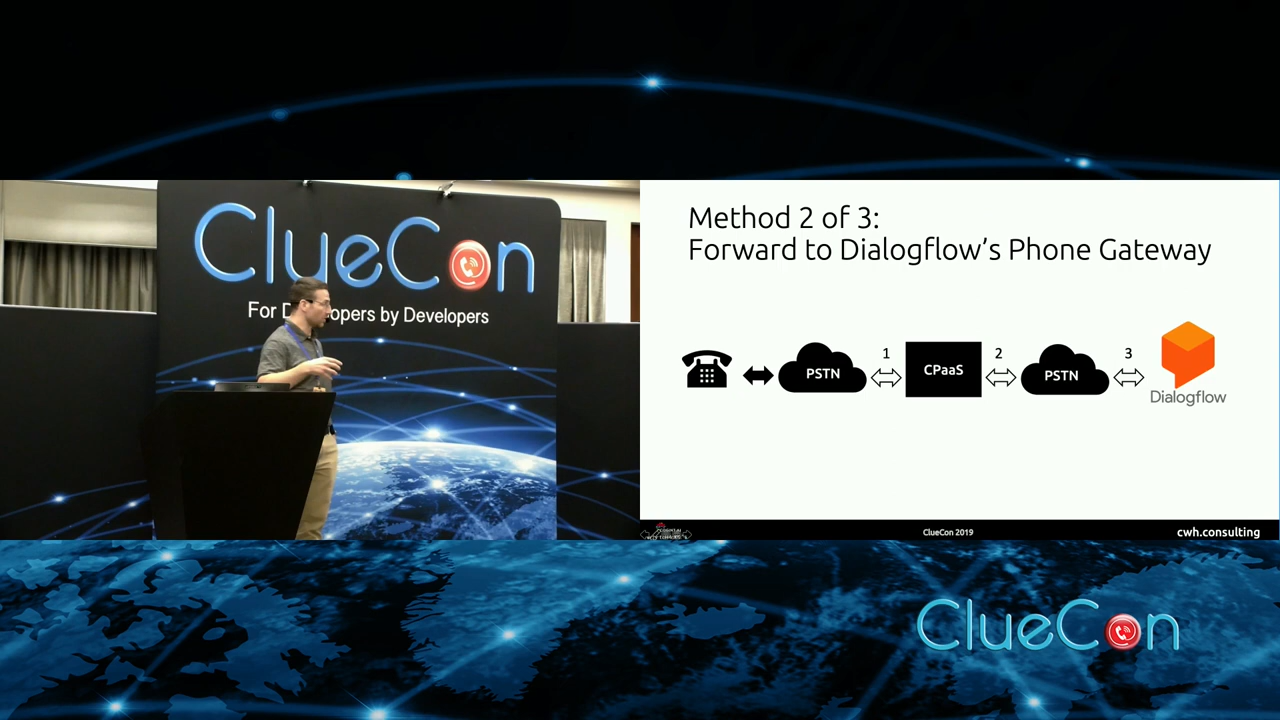 ClueCon
For D opers by Developers
Method 2 of 3:
Forward to Dialogflow’s Phone Gateway
PSTN
1
CPaaS
2
PSTN
3
Dialogflow
ClueCon 2019
cwh.consulting
ClueCon